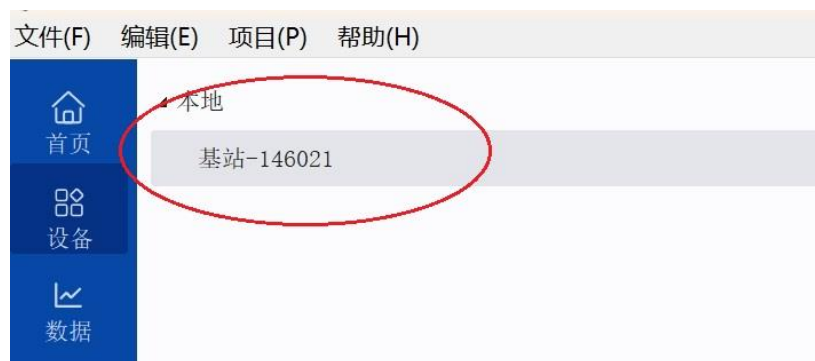 文件(F) 编辑(E) 项目(P) 帮助(H)
本地
首页
基站-146021
设备
数据